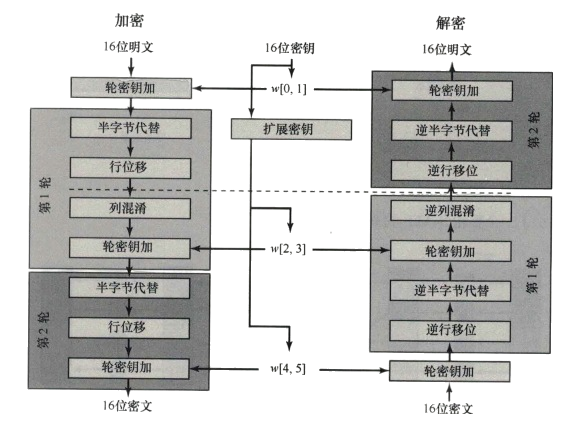 加密
解密
16位明文
16位密钥
16位明文
轮密钥加
w[0, 1]
轮密钥加
半字节代替
扩展密钥
逆半字节代替
第2轮
行位移
逆行移位
第1轮
列混淆
逆列混淆
轮密钥加
w[2, 3]
轮密钥加
半字节代替
逆半字节代替
第1轮
行位移
逆行移位
第2轮
轮密钥加
w[4, 5]
轮密钥加
16位密文
16位密文